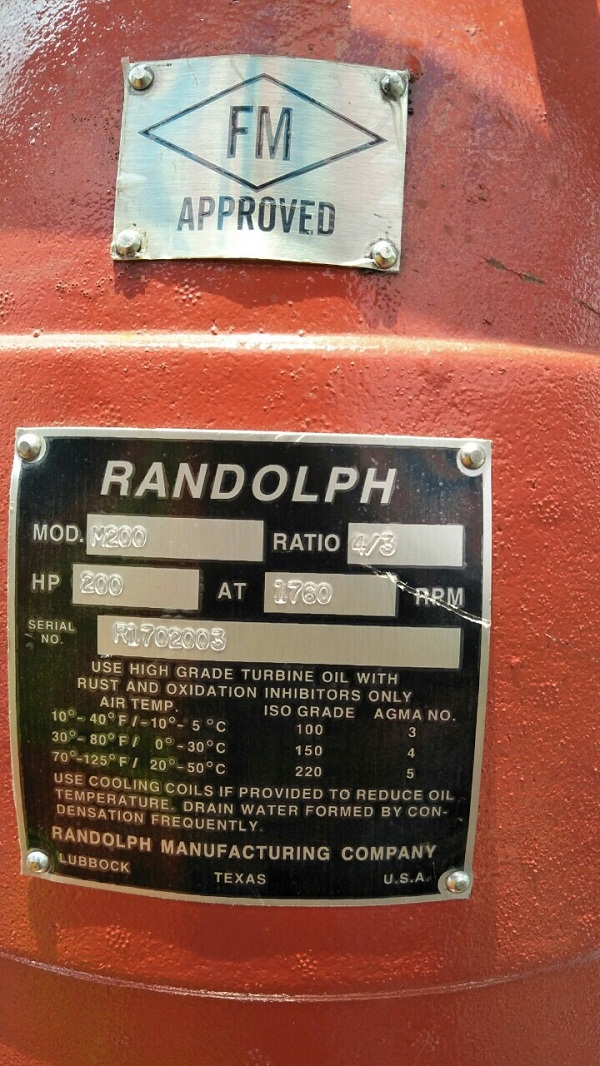 FM
APPROVED
RANDOLPH
MOD. M200 RATIO 4/3
HP 200 AT 1760 RPM
SERIAL NO. R1702003
USE HIGH GRADE TURBINE OIL WITH
RUST AND OXIDATION INHIBITORS ONLY
AIR TEMP. ISO GRADE AGMA NO.
10°-40°F/-10°-5°C 100 3
30°-80°F/ 0°-30°C 150 4
70°-125°F/ 20°-50°C 220 5
USE COOLING COILS IF PROVIDED TO REDUCE OIL
TEMPERATURE. DRAIN WATER FORMED BY CON-
DENSATION FREQUENTLY.
RANDOLPH MANUFACTURING COMPANY
LUBBOCK TEXAS U.S.A.